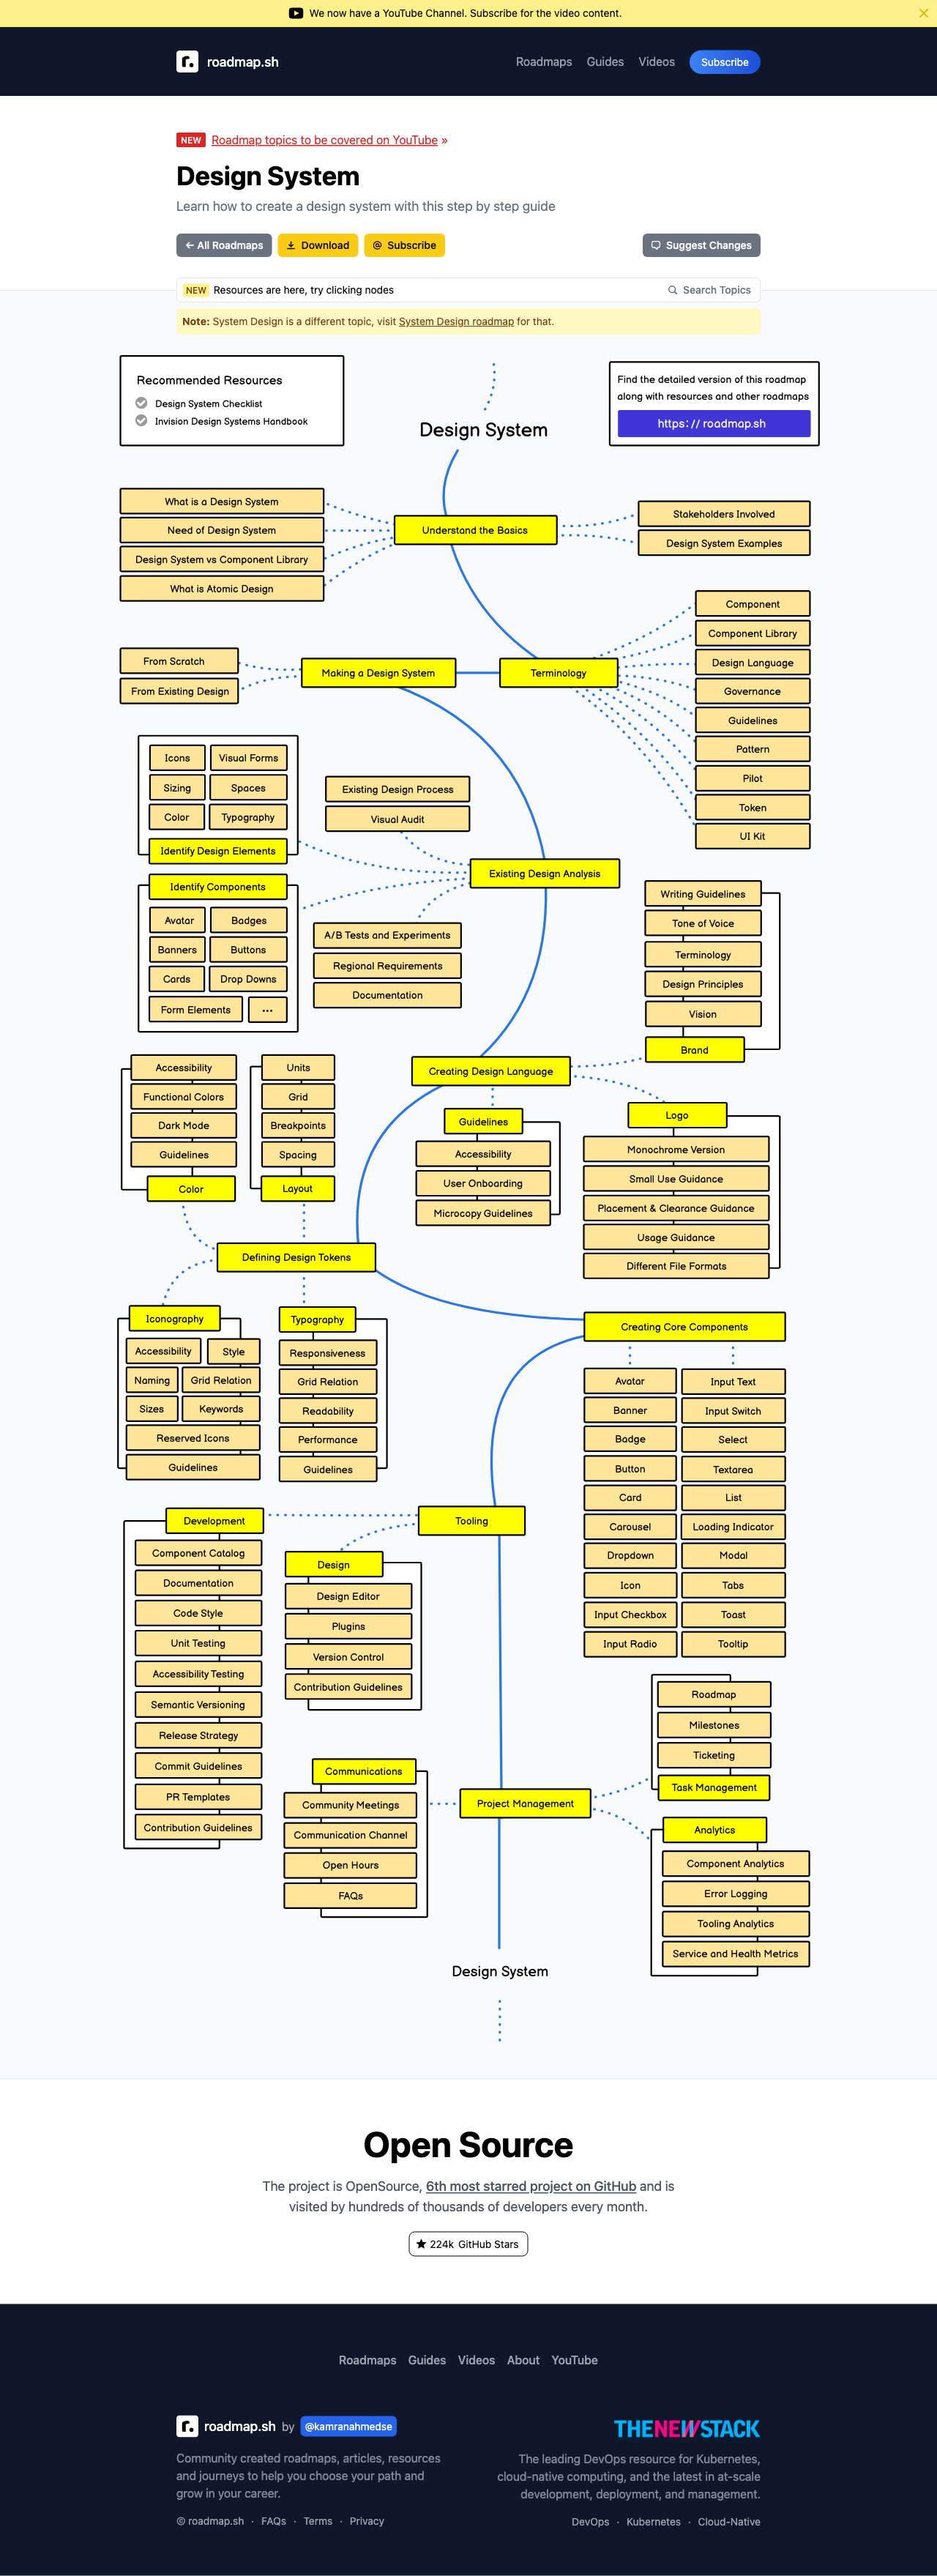 We now have a YouTube Channel. Subscribe for the video content.
roadmap.sh
Roadmaps Guides Videos Subscribe
NEW Roadmap topics to be covered on YouTube »
Design System
Learn how to create a design system with this step by step guide
← All Roadmaps
Download
Subscribe
Suggest Changes
NEW Resources are here, try clicking nodes
Search Topics
Note: System Design is a different topic, visit System Design roadmap for that.
Recommended Resources
Design System Checklist
Invision Design Systems Handbook
Find the detailed version of this roadmap
along with resources and other roadmaps
https://roadmap.sh
Design System
What is a Design System
Need of Design System
Design System vs Component Library
What is Atomic Design
Understand the Basics
Stakeholders Involved
Design System Examples
From Scratch
From Existing Design
Making a Design System
Terminology
Component
Component Library
Design Language
Governance
Guidelines
Pattern
Pilot
Token
UI Kit
Icons
Visual Forms
Sizing
Spaces
Color
Typography
Identify Design Elements
Existing Design Process
Visual Audit
Existing Design Analysis
Identify Components
Avatar
Badges
Banners
Buttons
Cards
Drop Downs
Form Elements
...
A/B Tests and Experiments
Regional Requirements
Documentation
Writing Guidelines
Tone of Voice
Terminology
Design Principles
Vision
Brand
Creating Design Language
Accessibility
Functional Colors
Dark Mode
Guidelines
Color
Units
Grid
Breakpoints
Spacing
Layout
Guidelines
Accessibility
User Onboarding
Microcopy Guidelines
Logo
Monochrome Version
Small Use Guidance
Placement & Clearance Guidance
Usage Guidance
Different File Formats
Defining Design Tokens
Iconography
Accessibility
Style
Naming
Grid Relation
Sizes
Keywords
Reserved Icons
Guidelines
Typography
Responsiveness
Grid Relation
Readability
Performance
Guidelines
Creating Core Components
Avatar
Input Text
Banner
Input Switch
Badge
Select
Button
Textarea
Card
List
Carousel
Loading Indicator
Dropdown
Modal
Icon
Tabs
Input Checkbox
Toast
Input Radio
Tooltip
Tooling
Development
Component Catalog
Documentation
Code Style
Unit Testing
Accessibility Testing
Semantic Versioning
Release Strategy
Commit Guidelines
PR Templates
Contribution Guidelines
Design
Design Editor
Plugins
Version Control
Contribution Guidelines
Roadmap
Milestones
Ticketing
Task Management
Communications
Community Meetings
Communication Channel
Open Hours
FAQs
Project Management
Analytics
Component Analytics
Error Logging
Tooling Analytics
Service and Health Metrics
Design System
Open Source
The project is OpenSource, 6th most starred project on GitHub and is
visited by hundreds of thousands of developers every month.
224k GitHub Stars
Roadmaps Guides Videos About YouTube
roadmap.sh by @kamranahmedse
Community created roadmaps, articles, resources
and journeys to help you choose your path and
grow in your career.
© roadmap.sh · FAQs · Terms · Privacy
THENEWSTACK
The leading DevOps resource for Kubernetes,
cloud-native computing, and the latest in at-scale
development, deployment, and management.
DevOps · Kubernetes · Cloud-Native